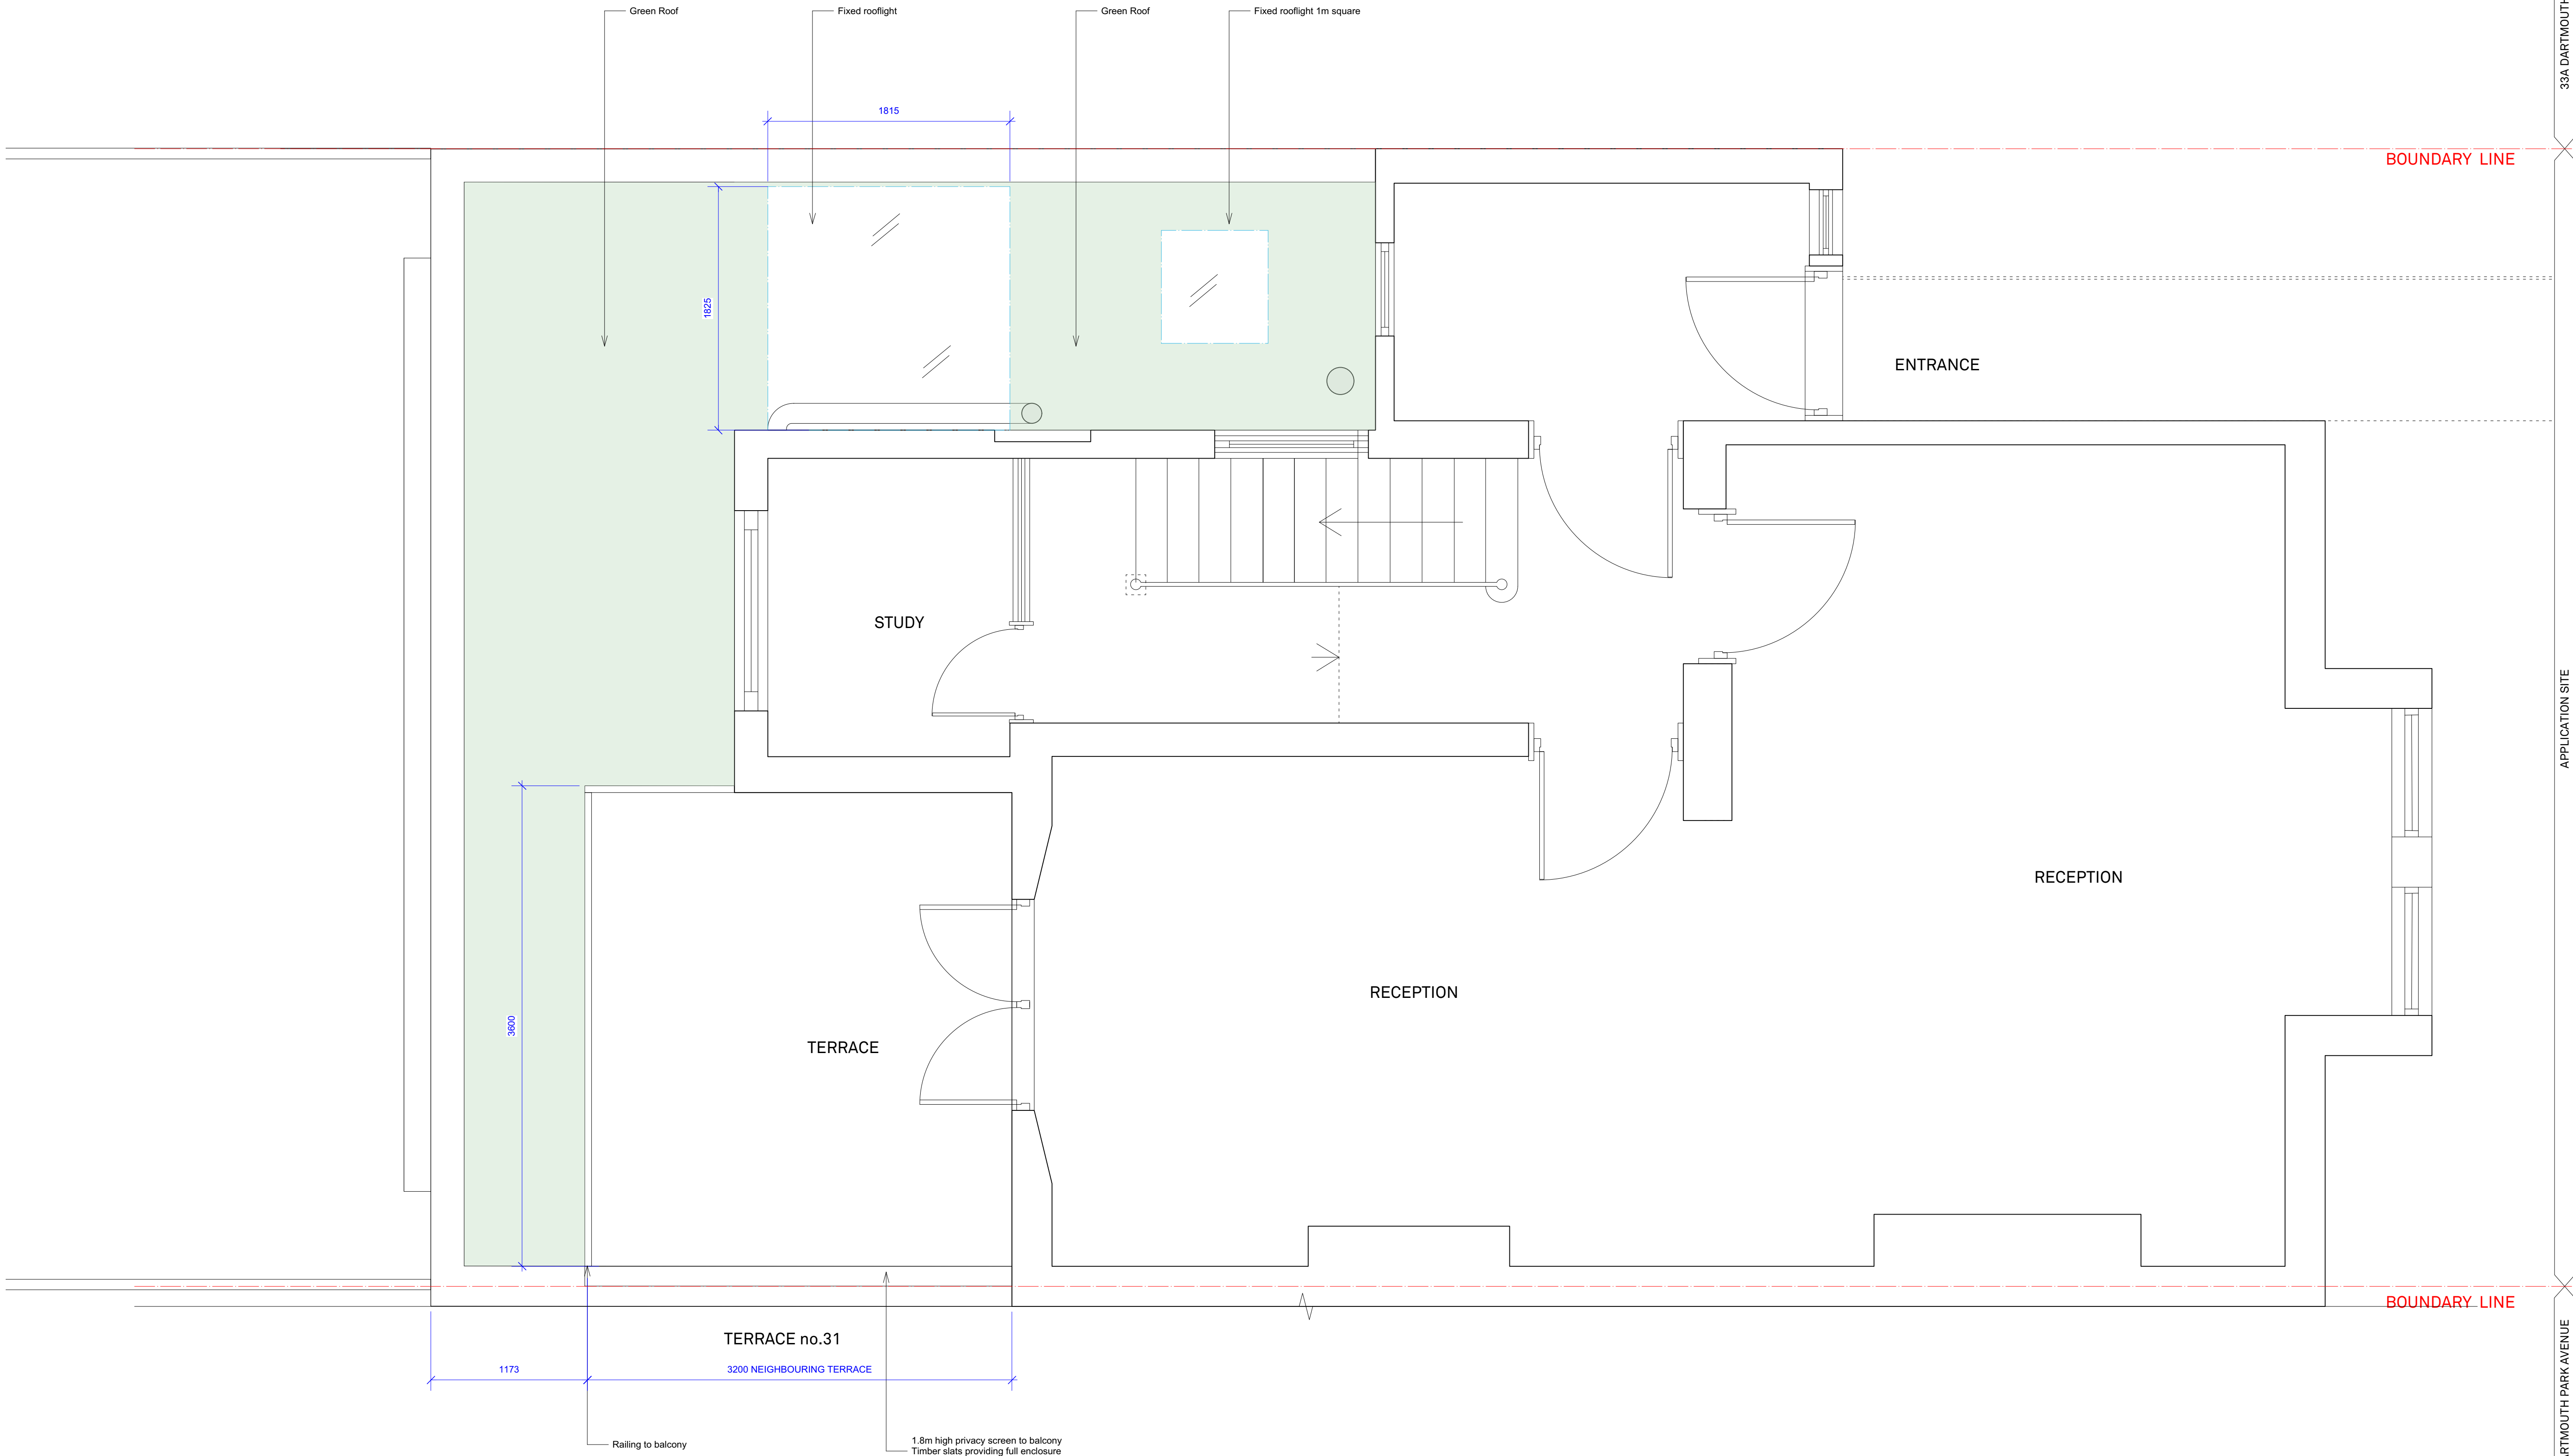 Green Roof
Fixed rooflight
Green Roof
Fixed rooflight 1m square
33A DARTMOUTH
1815
BOUNDARY LINE
1825
ENTRANCE
STUDY
APPLICATION SITE
RECEPTION
RECEPTION
3600
TERRACE
BOUNDARY LINE
TERRACE no.31
1173
3200 NEIGHBOURING TERRACE
RTMOUTH PARK AVENUE
Railing to balcony
1.8m high privacy screen to balcony
Timber slats providing full enclosure